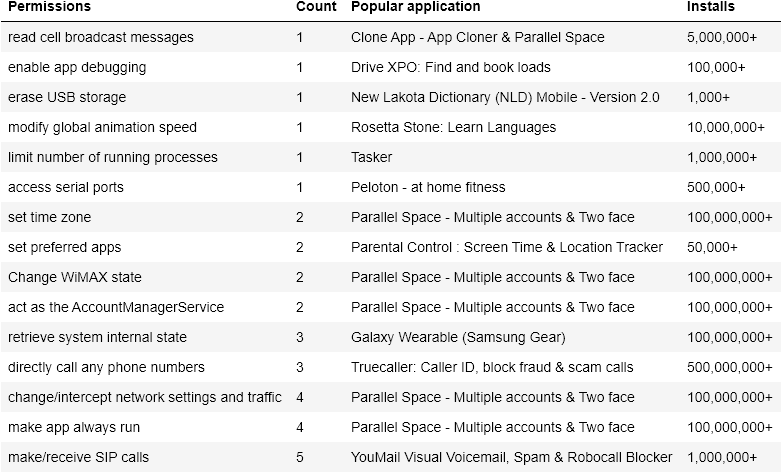 Permissions Count Popular application Installs
read cell broadcast messages 1 Clone App - App Cloner & Parallel Space 5,000,000+
enable app debugging 1 Drive XPO: Find and book loads 100,000+
erase USB storage 1 New Lakota Dictionary (NLD) Mobile - Version 2.0 1,000+
modify global animation speed 1 Rosetta Stone: Learn Languages 10,000,000+
limit number of running processes 1 Tasker 1,000,000+
access serial ports 1 Peloton - at home fitness 500,000+
set time zone 2 Parallel Space - Multiple accounts & Two face 100,000,000+
set preferred apps 2 Parental Control : Screen Time & Location Tracker 50,000+
Change WiMAX state 2 Parallel Space - Multiple accounts & Two face 100,000,000+
act as the AccountManagerService 2 Parallel Space - Multiple accounts & Two face 100,000,000+
retrieve system internal state 3 Galaxy Wearable (Samsung Gear) 100,000,000+
directly call any phone numbers 3 Truecaller: Caller ID, block fraud & scam calls 500,000,000+
change/intercept network settings and traffic 4 Parallel Space - Multiple accounts & Two face 100,000,000+
make app always run 4 Parallel Space - Multiple accounts & Two face 100,000,000+
make/receive SIP calls 5 YouMail Visual Voicemail, Spam & Robocall Blocker 1,000,000+